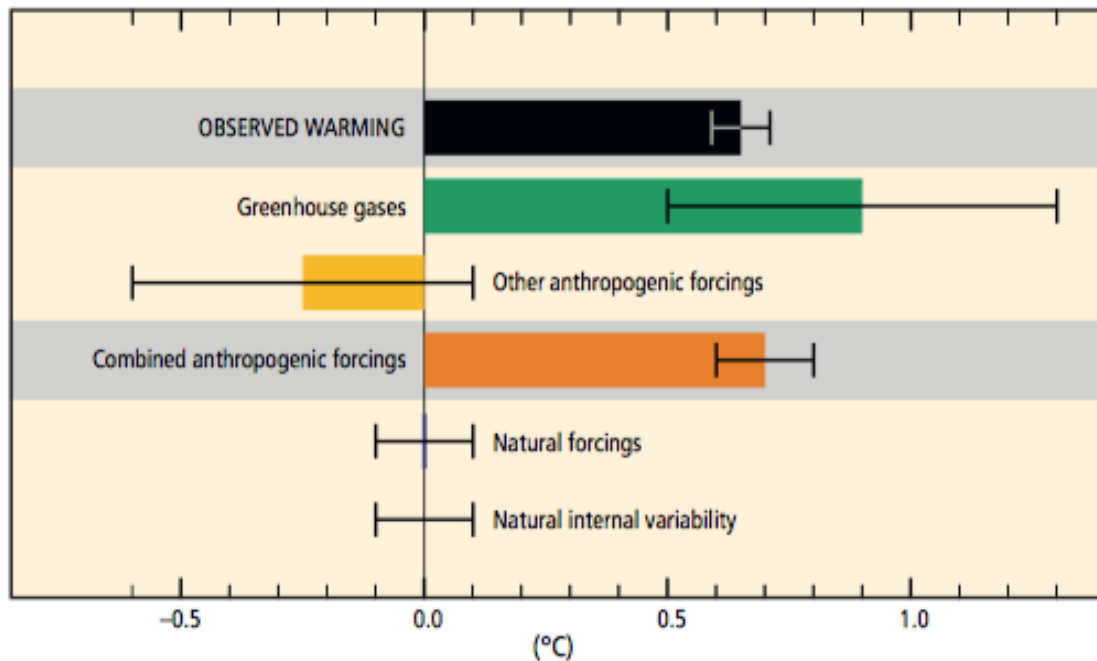 OBSERVED WARMING
Greenhouse gases
Other anthropogenic forcings
Combined anthropogenic forcings
Natural forcings
Natural internal variability
–0.5 0.0 0.5 1.0
(°C)